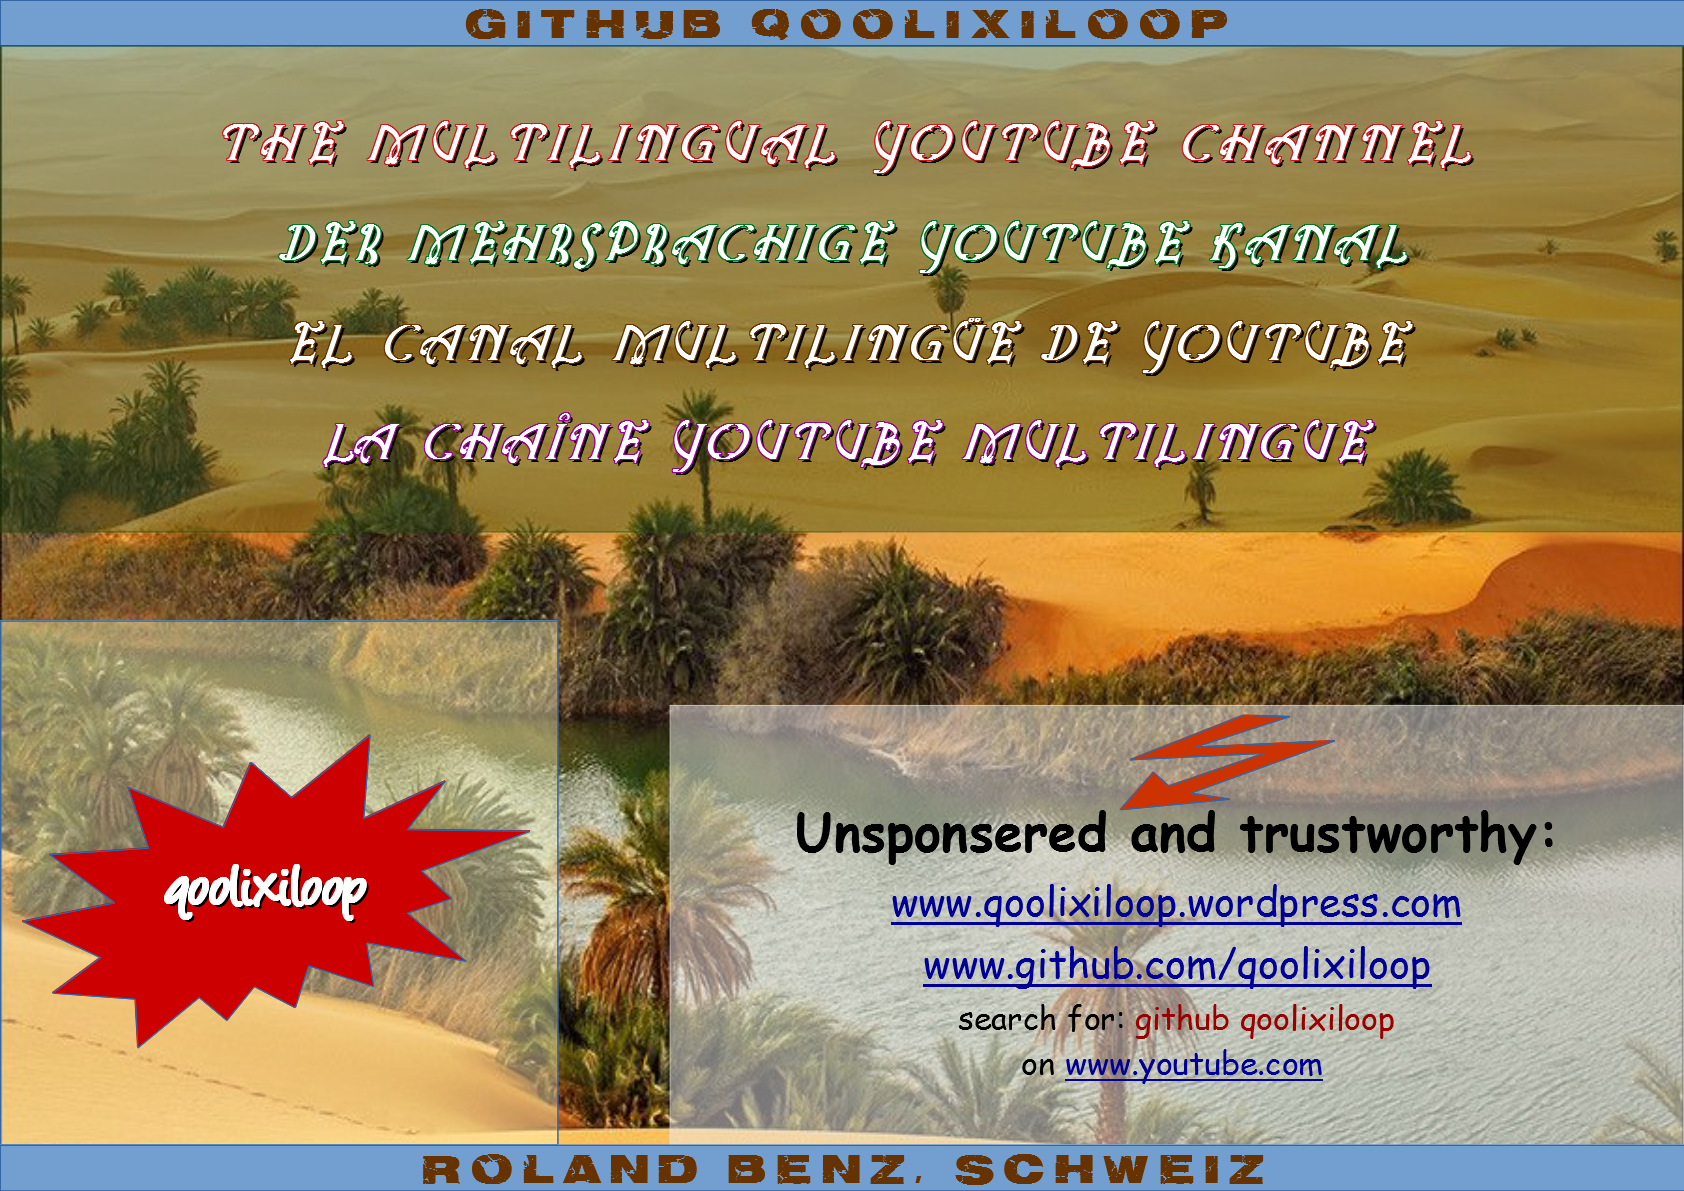 GITHUB QOOLIXILOOP
THE MULTILINGUAL YOUTUBE CHANNEL
DER MEHRSPRACHIGE YOUTUBE KANAL
EL CANAL MULTILINGÜE DE YOUTUBE
LA CHAÎNE YOUTUBE MULTILINGUE
qoolixiloop
Unsponsered and trustworthy:
www.qoolixiloop.wordpress.com
www.github.com/qoolixiloop
search for: github qoolixiloop
on www.youtube.com
ROLAND BENZ, SCHWEIZ